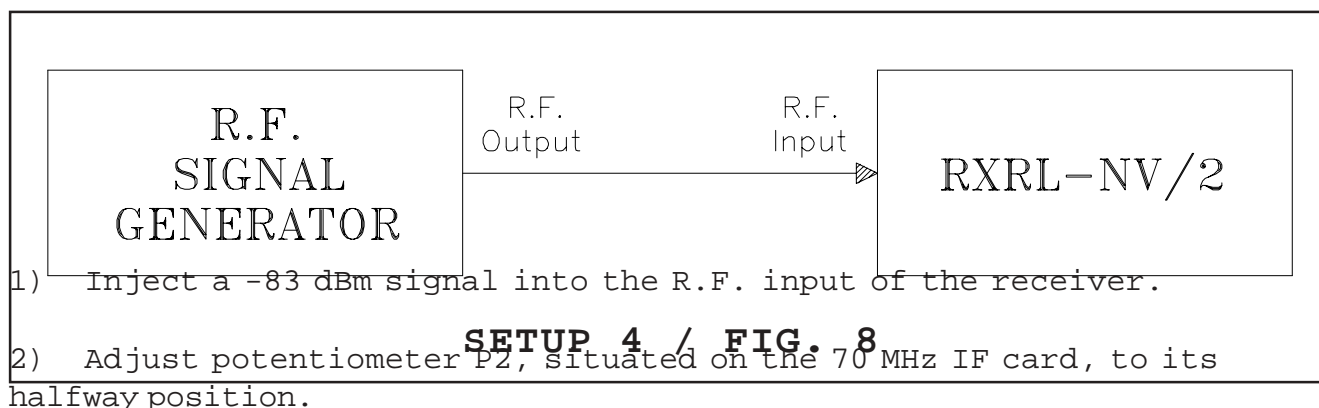 R.F.
SIGNAL
GENERATOR
R.F.
Output
R.F.
Input
RXRL-NV/2
1) Inject a -83 dBm signal into the R.F. input of the receiver.
SETUP 4 / FIG. 8
2) Adjust potentiometer P2, situated on the 70 MHz IF card, to its
halfway position.